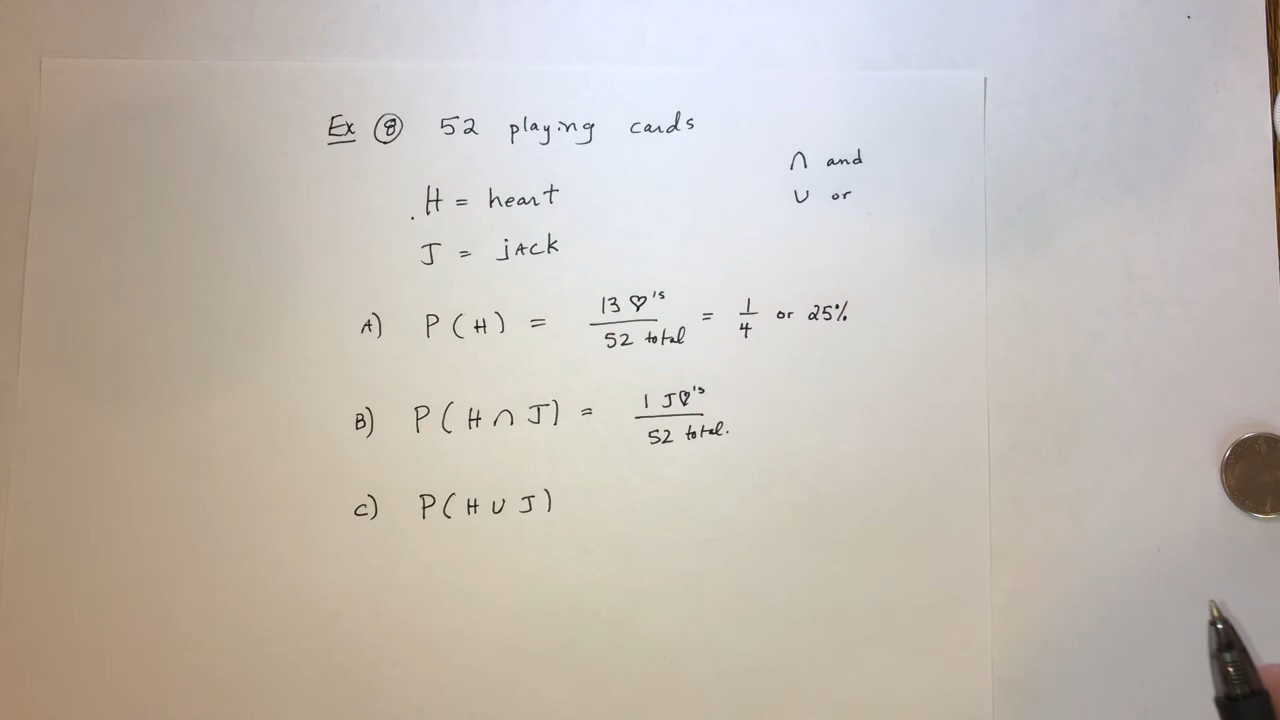 Ex ⑧ 52 playing cards
∩ and
∪ or
H = heart
J = jACK
A) P(H) = 13 ♡'s / 52 total = 1/4 or 25%
B) P(H ∩ J) = 1 J♡'s / 52 total.
C) P(H ∪ J)